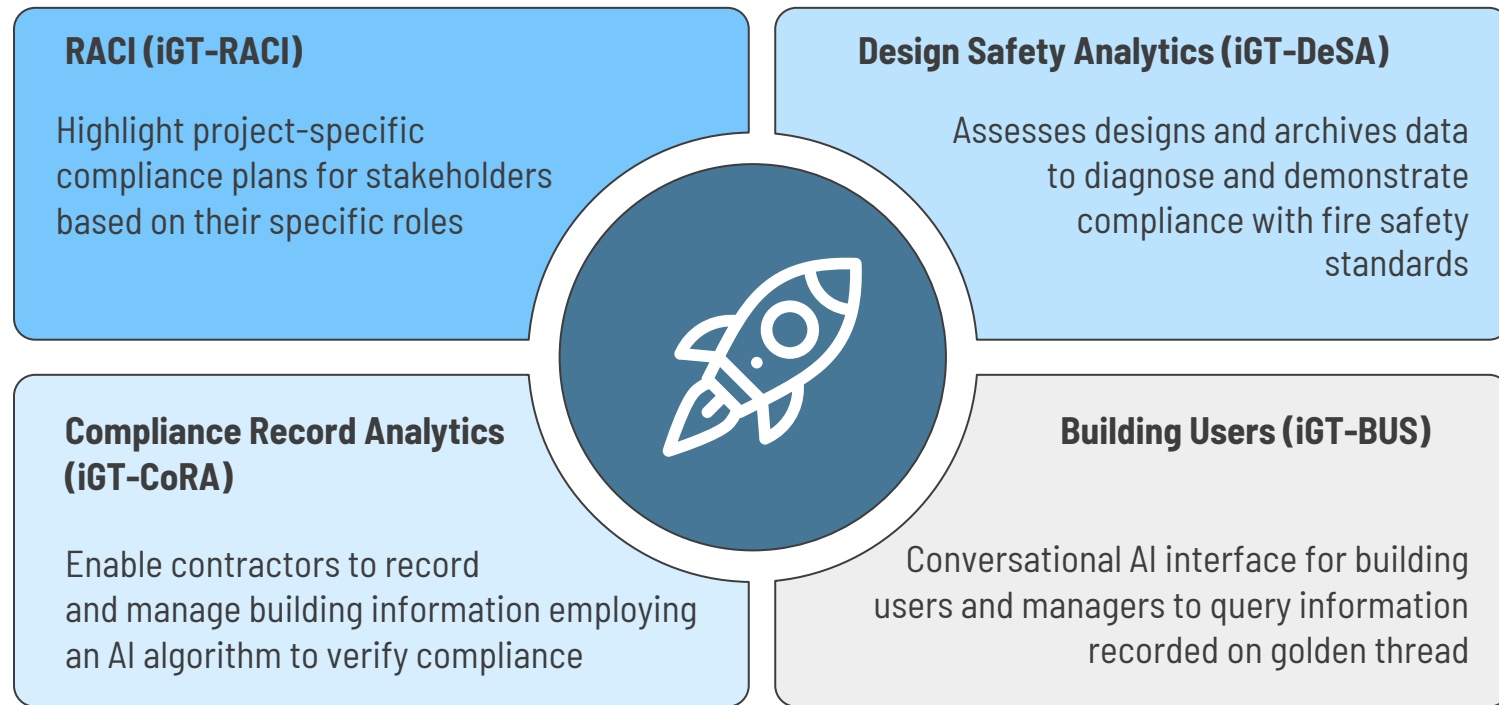 RACI (iGT-RACI)
Highlight project-specific
compliance plans for stakeholders
based on their specific roles
Design Safety Analytics (iGT-DeSA)
Assesses designs and archives data
to diagnose and demonstrate
compliance with fire safety
standards
Compliance Record Analytics
(iGT-CoRA)
Enable contractors to record
and manage building information employing
an AI algorithm to verify compliance
Building Users (iGT-BUS)
Conversational AI interface for building
users and managers to query information
recorded on golden thread